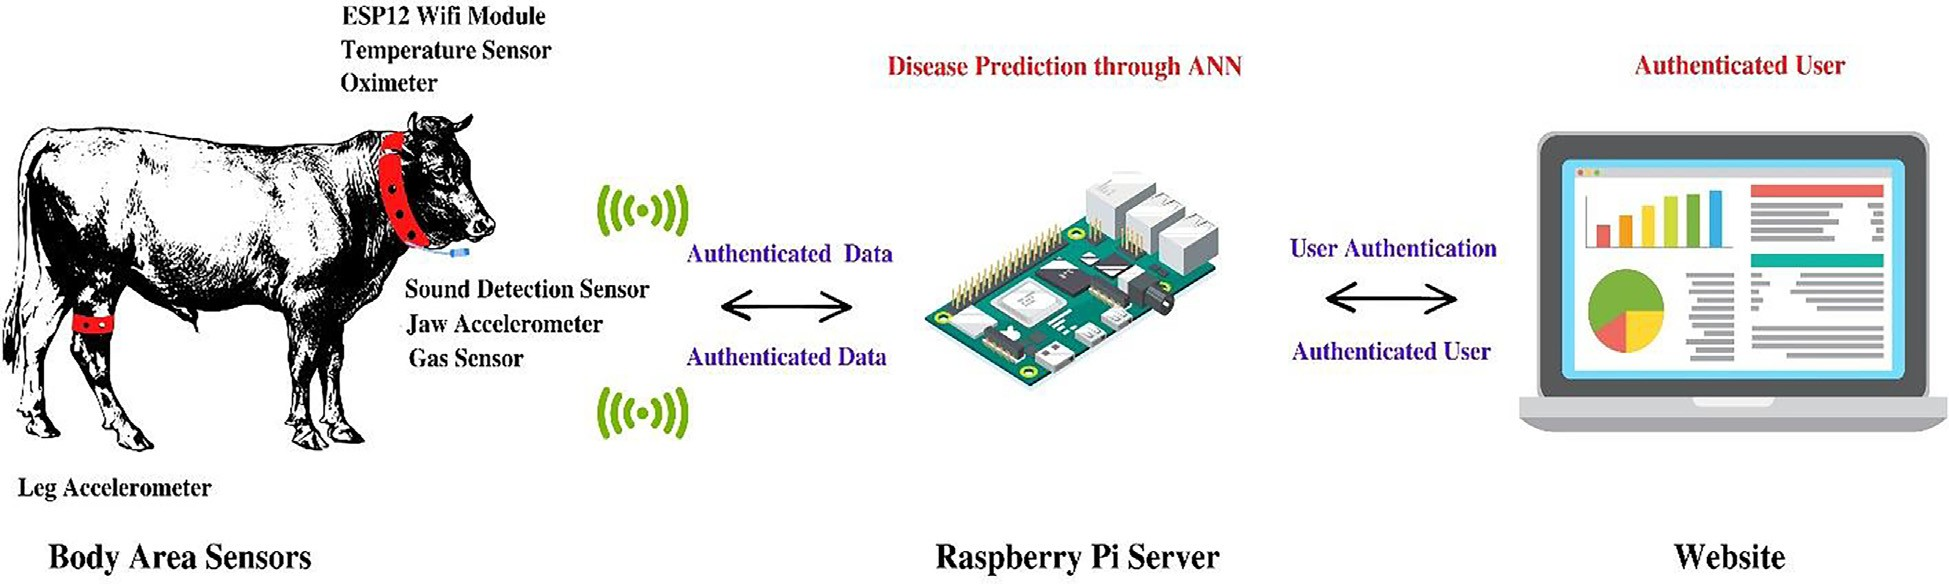 ESP12 Wifi Module
Temperature Sensor
Oximeter
Disease Prediction through ANN
Authenticated User
Authenticated Data
User Authentication
Sound Detection Sensor
Jaw Accelerometer
Gas Sensor
Authenticated Data
Authenticated User
Leg Accelerometer
Body Area Sensors
Raspberry Pi Server
Website